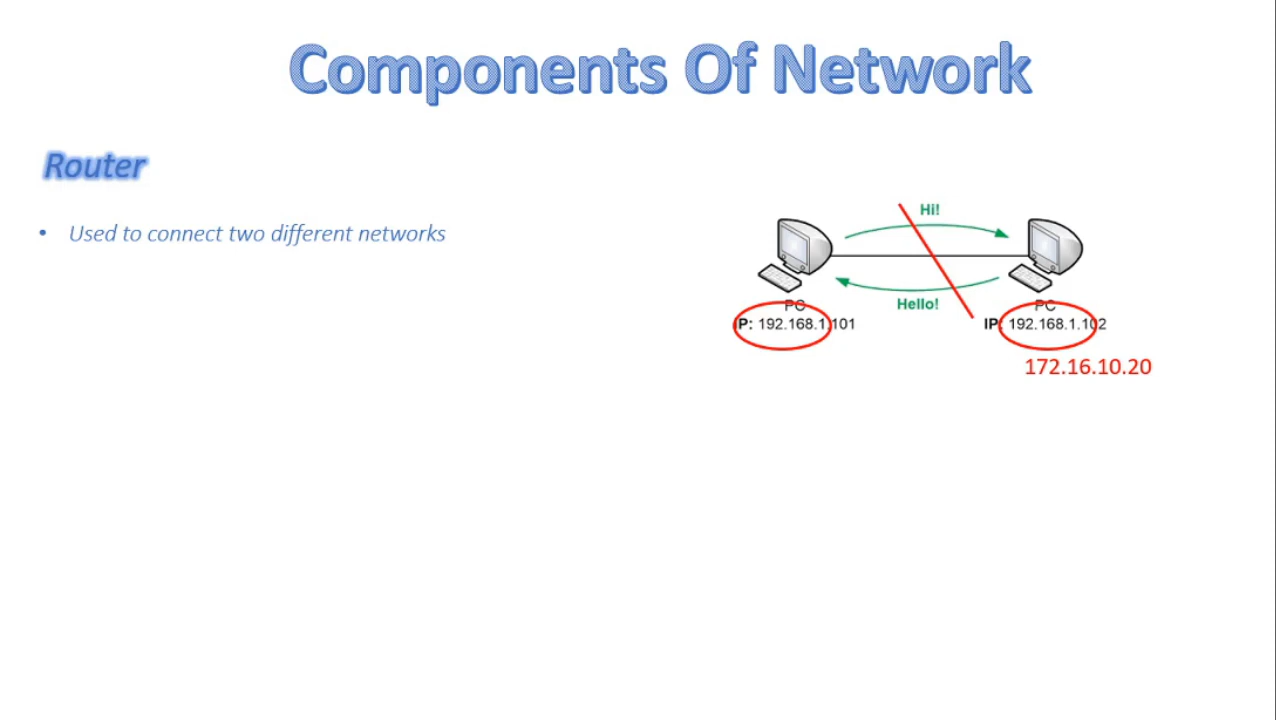 Components Of Network
Router
• Used to connect two different networks
Hi!
Hello!
PC
IP: 192.168.1.101
PC
IP: 192.168.1.102
172.16.10.20